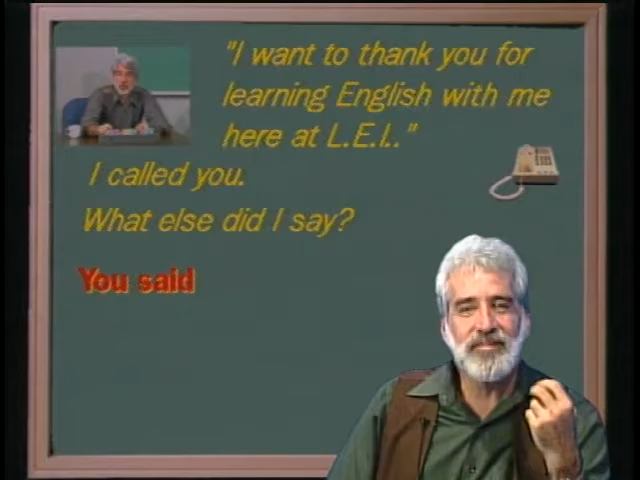 "I want to thank you for
learning English with me
here at L.E.I.."
I called you.
What else did I say?
You said